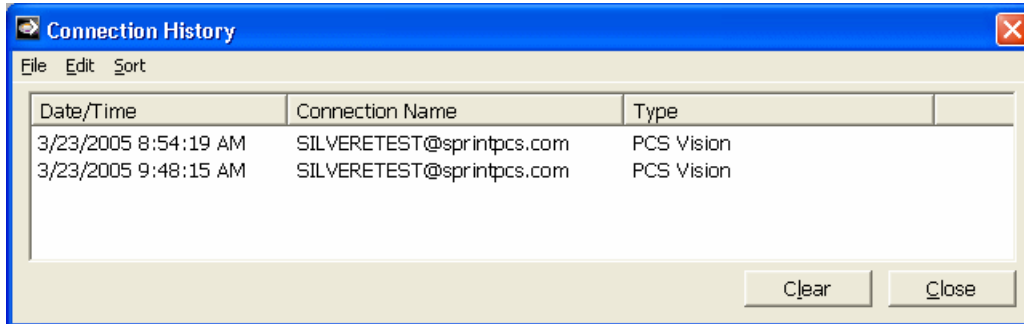 Connection History
File Edit Sort
Date/Time Connection Name Type
3/23/2005 8:54:19 AM SILVERETEST@sprintpcs.com PCS Vision
3/23/2005 9:48:15 AM SILVERETEST@sprintpcs.com PCS Vision
Clear Close